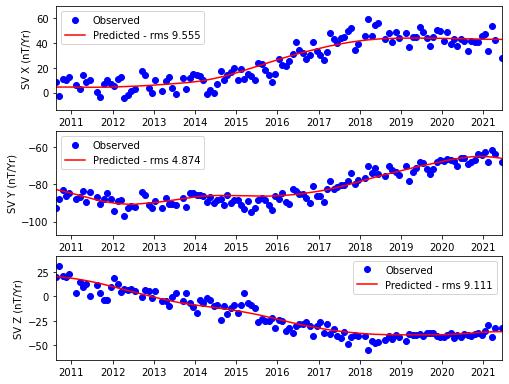 SV X (nT/Yr)
60
40
20
0
Observed
Predicted - rms 9.555
2011 2012 2013 2014 2015 2016 2017 2018 2019 2020 2021
SV Y (nT/Yr)
−60
−80
−100
Observed
Predicted - rms 4.874
2011 2012 2013 2014 2015 2016 2017 2018 2019 2020 2021
SV Z (nT/Yr)
25
0
−25
−50
Observed
Predicted - rms 9.111
2011 2012 2013 2014 2015 2016 2017 2018 2019 2020 2021